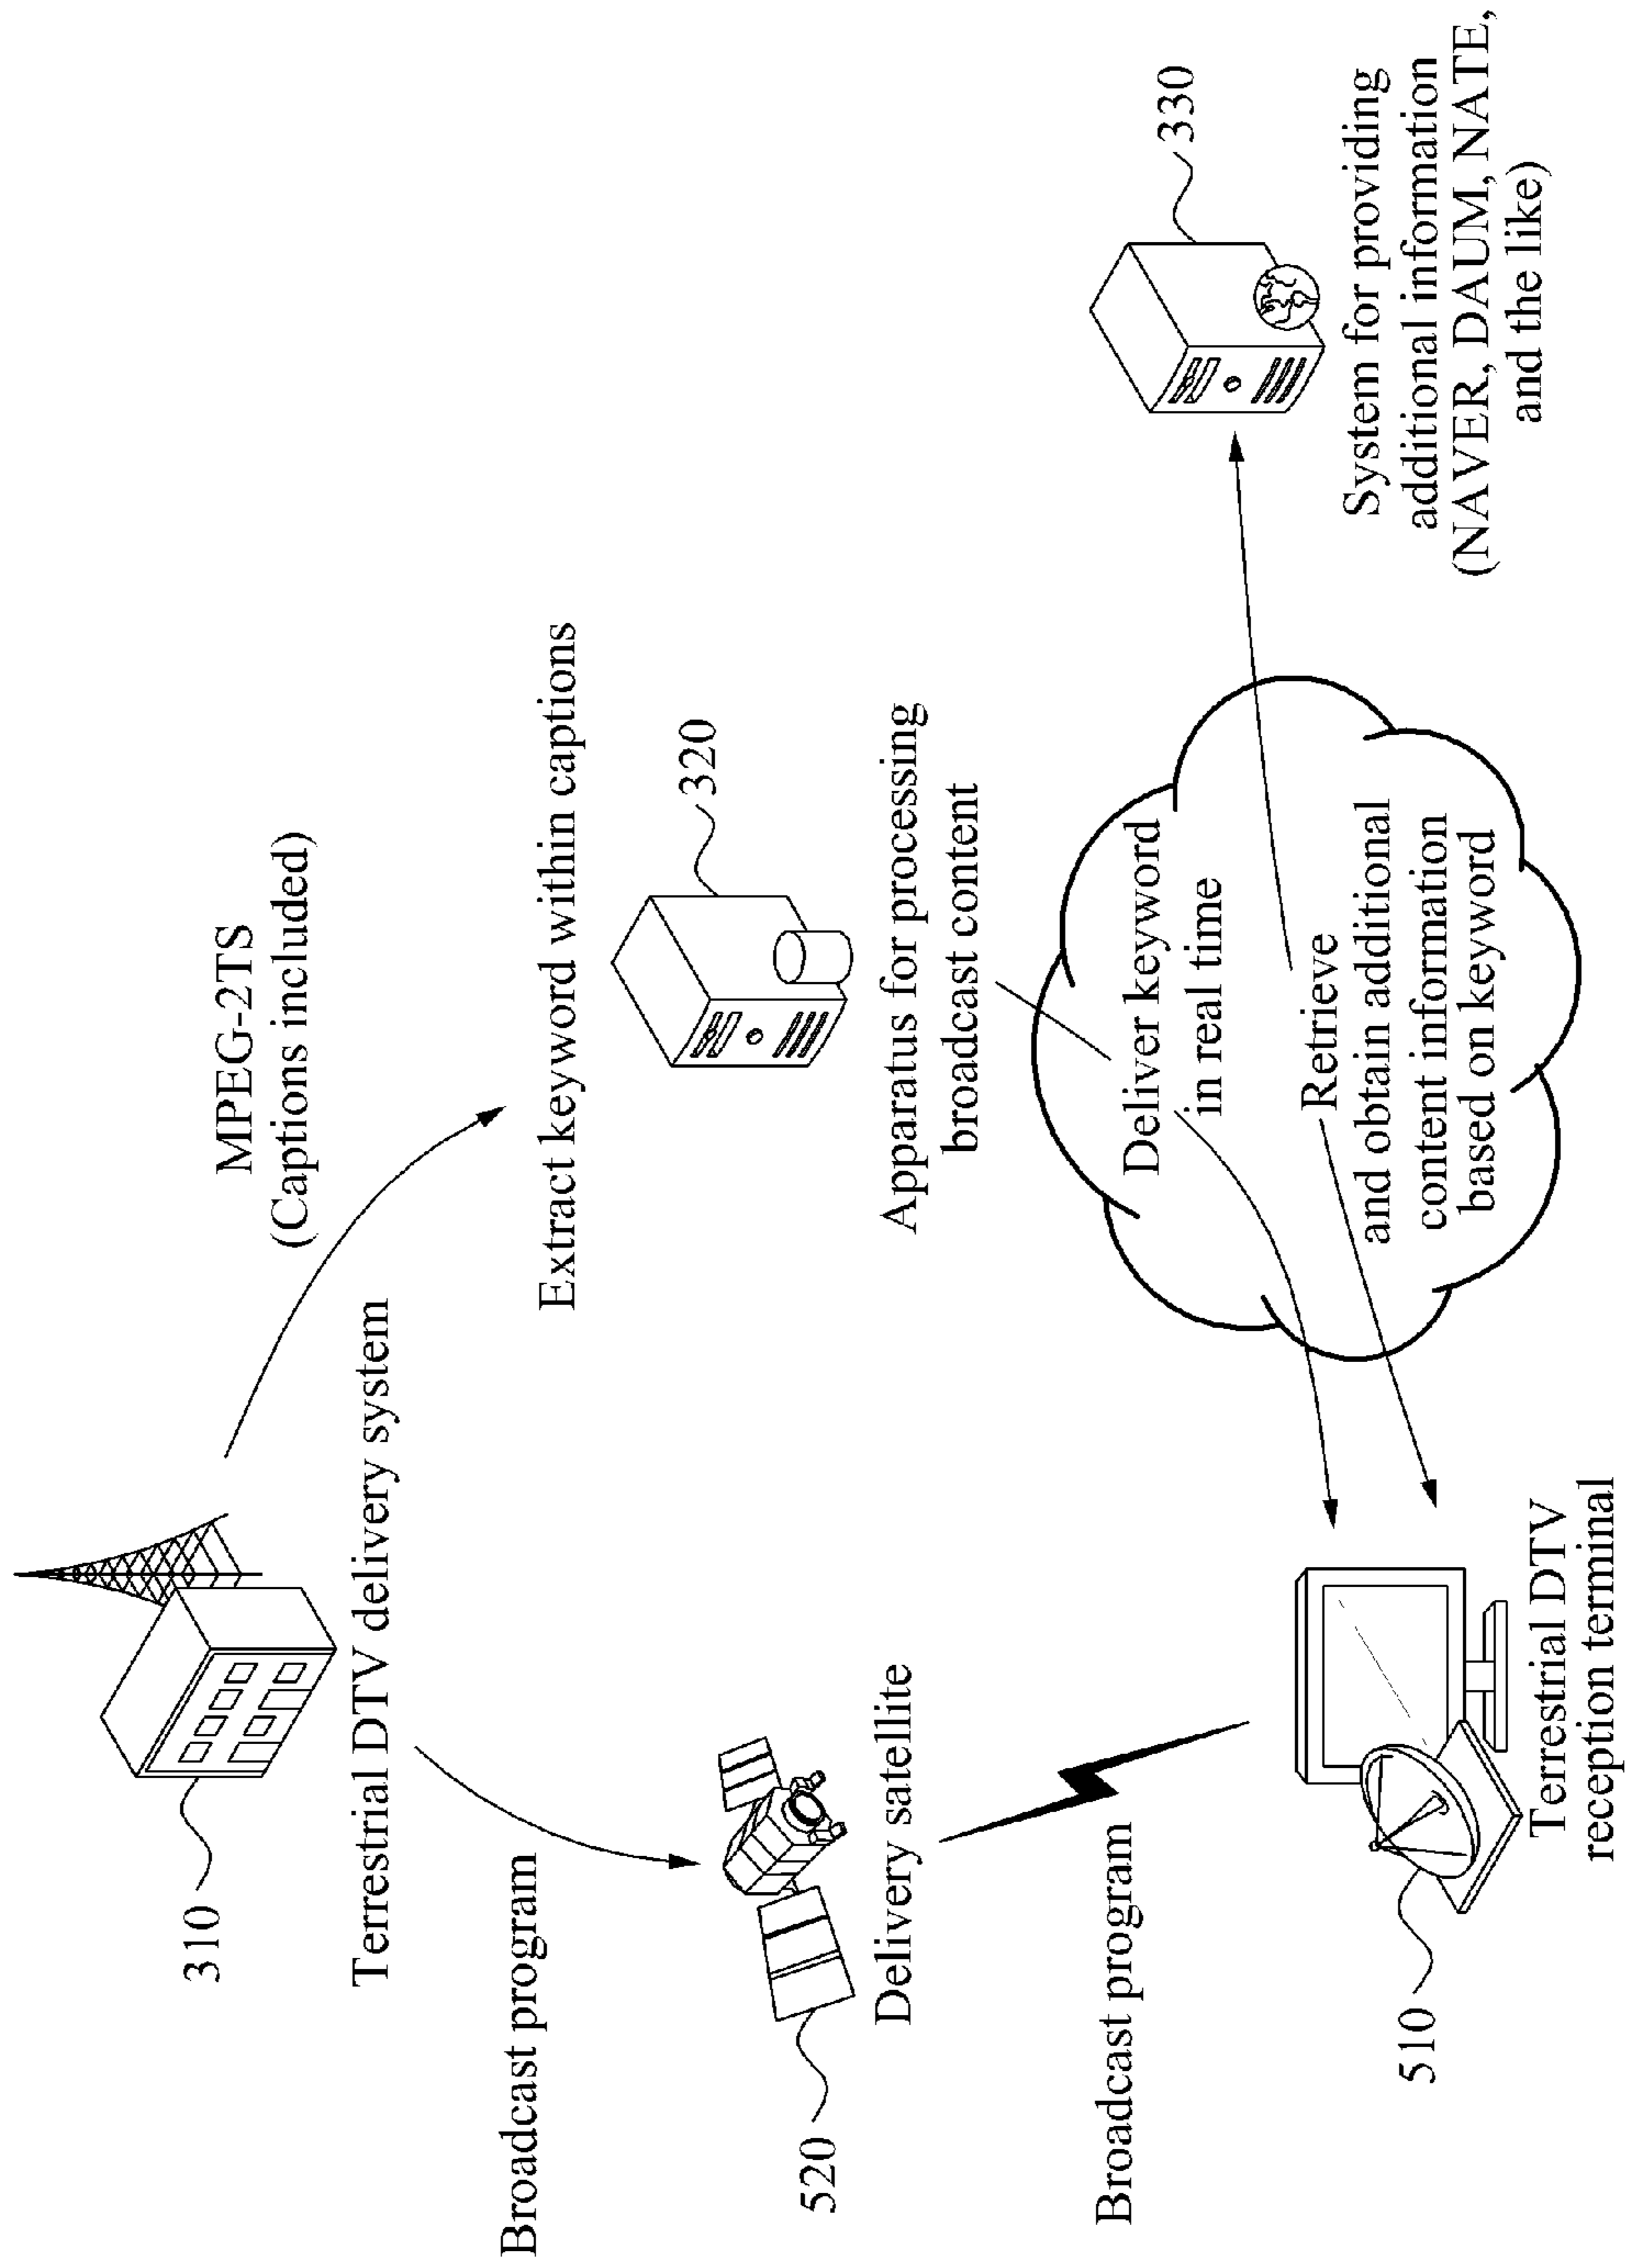 310
Terrestrial DTV delivery system
MPEG-2TS
(Captions included)
Broadcast program
Extract keyword within captions
520
Delivery satellite
320
Apparatus for processing
broadcast content
Broadcast program
Deliver keyword
in real time
Retrieve
and obtain additional
content information
based on keyword
330
System for providing
additional information
(NAVER, DAUM, NATE,
and the like)
510
Terrestrial DTV
reception terminal